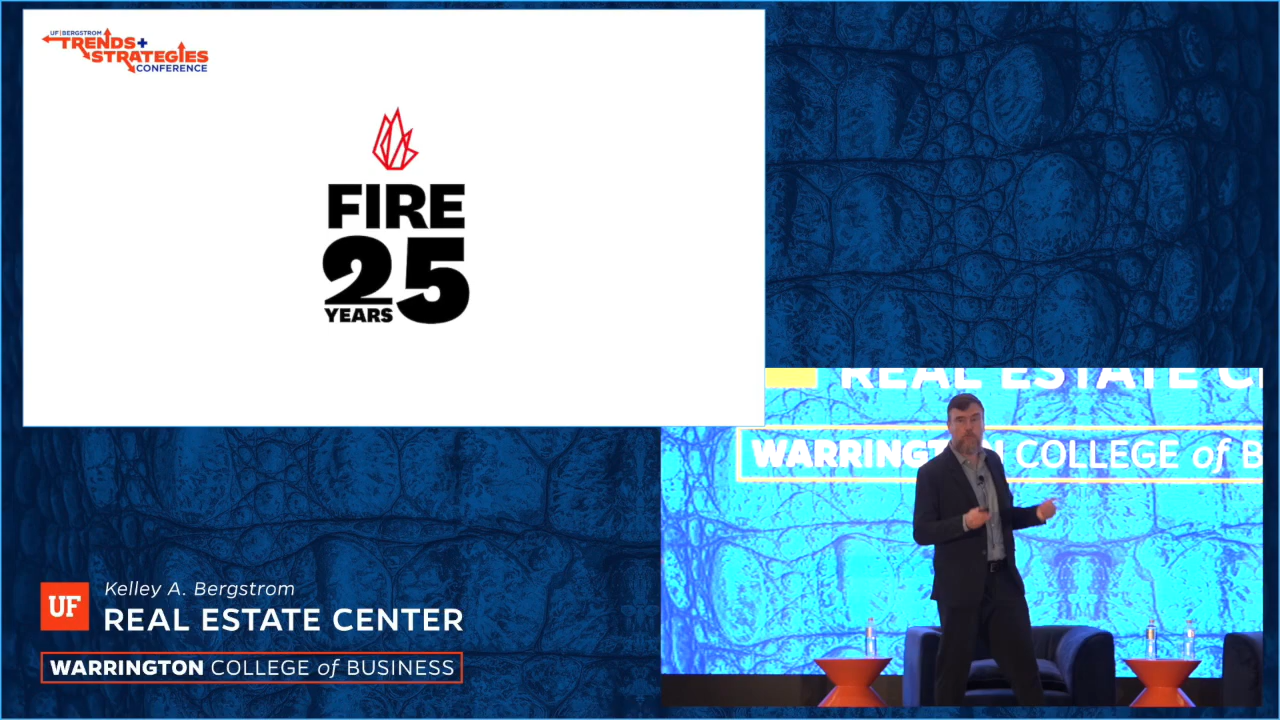 UF | BERGSTROM
TRENDS+
STRATEGIES
CONFERENCE
FIRE
25
YEARS
REAL ESTATE C
WARRINGT N COLLEGE of B
UF
Kelley A. Bergstrom
REAL ESTATE CENTER
WARRINGTON COLLEGE of BUSINESS